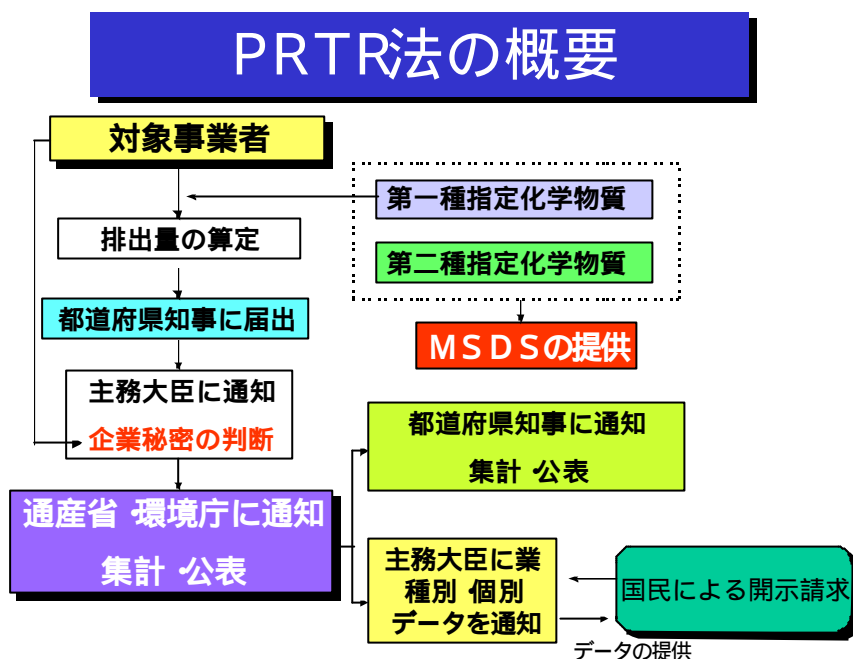 PRTR法の概要
対象事業者
第一種指定化学物質
排出量の算定
第二種指定化学物質
都道府県知事に届出
MSDSの提供
主務大臣に通知
企業秘密の判断
都道府県知事に通知
集計・公表
通産省・環境庁に通知
集計・公表
主務大臣に業
種別・個別
データを通知
国民による開示請求
データの提供